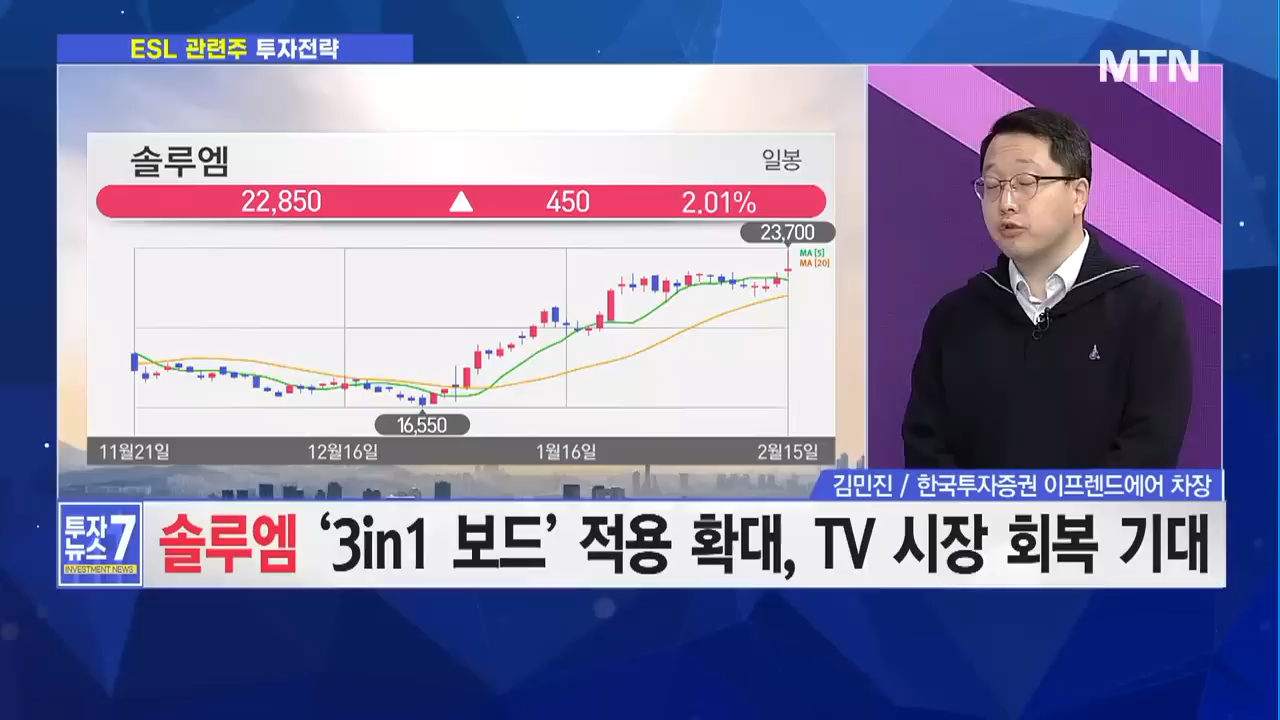 ESL 관련주 투자전략
MTN
솔루엠
일봉
22,850 ▲ 450 2.01%
23,700
MA [5]
MA [20]
16,550
11월21일 12월16일 1월16일 2월15일
김민진 / 한국투자증권 이프렌드에어 차장
투자
뉴스7
INVESTMENT NEWS
솔루엠 ‘3in1 보드’ 적용 확대, TV 시장 회복 기대